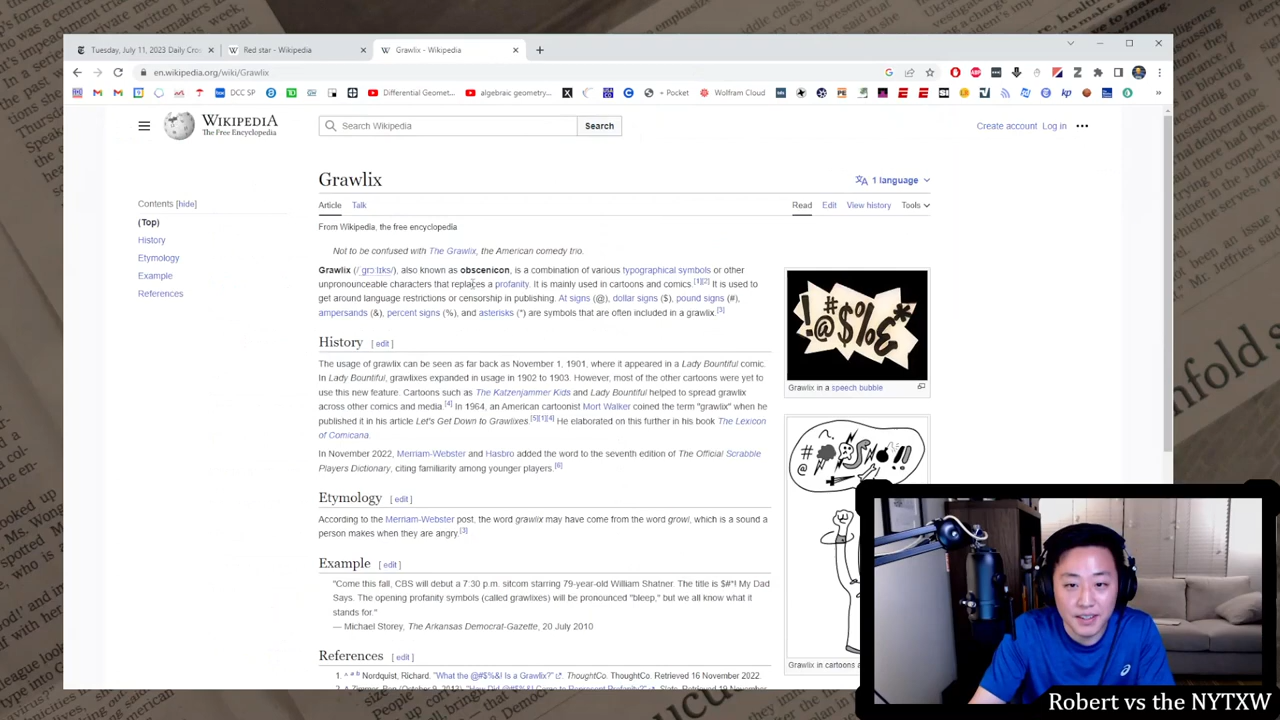 Tuesday, July 11, 2023 Daily Cro
Red star - Wikipedia
Grawlix - Wikipedia
en.wikipedia.org/wiki/Grawlix
DCC SP
Differential Geomet...
algebraic geometry...
+ Pocket
Wolfram Cloud
WIKIPEDIA
The Free Encyclopedia
Search Wikipedia
Search
Create account Log in
Grawlix
1 language
Contents [hide]
(Top)
History
Etymology
Example
References
Article Talk
Read Edit View history Tools
From Wikipedia, the free encyclopedia
Not to be confused with The Grawlix, the American comedy trio.
Grawlix (/ˈɡrɔːlɪks/), also known as obscenicon, is a combination of various typographical symbols or other
unpronounceable characters that replaces a profanity. It is mainly used in cartoons and comics.[1][2] It is used to
get around language restrictions or censorship in publishing. At signs (@), dollar signs ($), pound signs (#),
ampersands (&), percent signs (%), and asterisks (*) are symbols that are often included in a grawlix.[3]
!@#$%&*
Grawlix in a speech bubble
History [ edit ]
The usage of grawlix can be seen as far back as November 1, 1901, where it appeared in a Lady Bountiful comic.
In Lady Bountiful, grawlixes expanded in usage in 1902 to 1903. However, most of the other cartoons were yet to
use this new feature. Cartoons such as The Katzenjammer Kids and Lady Bountiful helped to spread grawlix
across other comics and media.[4] In 1964, an American cartoonist Mort Walker coined the term "grawlix" when he
published it in his article Let's Get Down to Grawlixes.[5][1][4] He elaborated on this further in his book The Lexicon
of Comicana.
In November 2022, Merriam-Webster and Hasbro added the word to the seventh edition of The Official Scrabble
Players Dictionary, citing familiarity among younger players.[6]
Etymology [ edit ]
According to the Merriam-Webster post, the word grawlix may have come from the word growl, which is a sound a
person makes when they are angry.[3]
Example [ edit ]
"Come this fall, CBS will debut a 7:30 p.m. sitcom starring 79-year-old William Shatner. The title is $#*! My Dad
Says. The opening profanity symbols (called grawlixes) will be pronounced "bleep," but we all know what it
stands for."
— Michael Storey, The Arkansas Democrat-Gazette, 20 July 2010
Grawlix in cartoons a
References [ edit ]
1. ^ a b Nordquist, Richard. "What the @#$%&! Is a Grawlix?" ThoughtCo. ThoughtCo. Retrieved 16 November 2022.
Robert vs the NYTXW